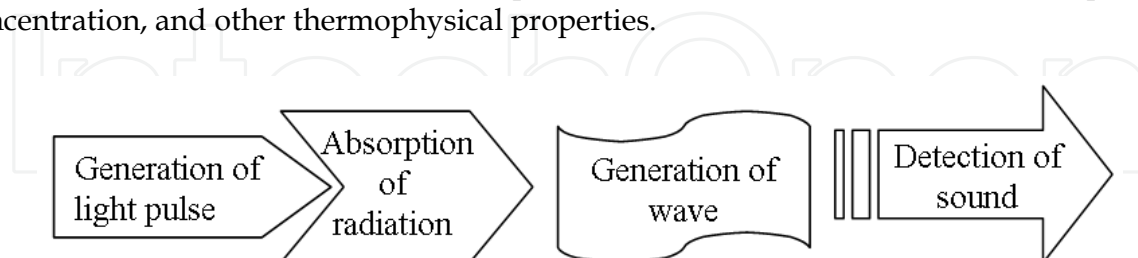 ncentration, and other thermophysical properties.
Generation of
light pulse
Absorption
of
radiation
Generation of
wave
Detection of
sound